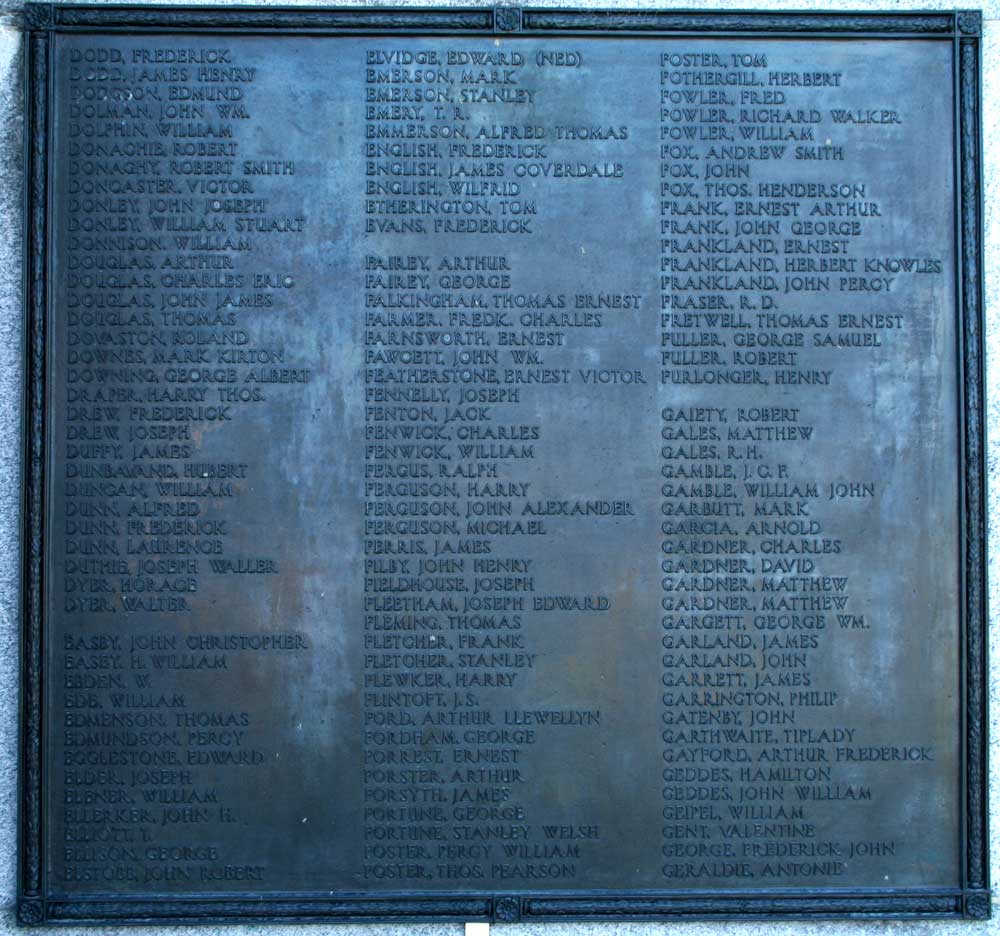 DODD, FREDERICK
DODD, JAMES HENRY
DODGSON, EDMUND
DOLMAN, JOHN WM.
DOLPHIN, WILLIAM
DONAGHIE, ROBERT
DONAGHY, ROBERT SMITH
DONCASTER, VICTOR
DONLEY, JOHN JOSEPH
DONLEY, WILLIAM STUART
DONNISON, WILLIAM
DOUGLAS, ARTHUR
DOUGLAS, CHARLES ERIC
DOUGLAS, JOHN JAMES
DOUGLAS, THOMAS
DOVASTON, ROLAND
DOWNES, MARK KIRTON
DOWNING, GEORGE ALBERT
DRAPER, HARRY THOS.
DREW, FREDERICK
DREW, JOSEPH
DUFFY, JAMES
DUNBAVAND, HUBERT
DUNCAN, WILLIAM
DUNN, ALFRED
DUNN, FREDERICK
DUNN, LAURENCE
DUTHIE, JOSEPH WALLER
DYER, HORACE
DYER, WALTER
EASBY, JOHN CHRISTOPHER
EASEY, H. WILLIAM
EBDEN, W.
EDE, WILLIAM
EDMENSON, THOMAS
EDMUNDSON, PERCY
EGGLESTONE, EDWARD
ELDER, JOSEPH
ELENER, WILLIAM
ELLERKER, JOHN H.
ELLIOTT, T.
ELLISON, GEORGE
ELSTOBE, JOHN ROBERT
ELVIDGE, EDWARD (NED)
EMERSON, MARK
EMERSON, STANLEY
EMERY, T. R.
EMMERSON, ALFRED THOMAS
ENGLISH, FREDERICK
ENGLISH, JAMES COVERDALE
ENGLISH, WILFRID
ETHERINGTON, TOM
EVANS, FREDERICK
FAIREY, ARTHUR
FAIREY, GEORGE
FALKINGHAM, THOMAS ERNEST
FARMER, FREDK. CHARLES
FARNSWORTH, ERNEST
FAWCETT, JOHN WM.
FEATHERSTONE, ERNEST VICTOR
FENNELLY, JOSEPH
FENTON, JACK
FENWICK, CHARLES
FENWICK, WILLIAM
FERGUS, RALPH
FERGUSON, HARRY
FERGUSON, JOHN ALEXANDER
FERGUSON, MICHAEL
FERRIS, JAMES
FILBY, JOHN HENRY
FIELDHOUSE, JOSEPH
FLEETHAM, JOSEPH EDWARD
FLEMING, THOMAS
FLETCHER, FRANK
FLETCHER, STANLEY
FLEWKER, HARRY
FLINTOFT, J.S.
FORD, ARTHUR LLEWELLYN
FORDHAM, GEORGE
FORREST, ERNEST
FORSTER, ARTHUR
FORSYTH, JAMES
FORTUNE, GEORGE
FORTUNE, STANLEY WELSH
FOSTER, PERCY WILLIAM
FOSTER, THOS. PEARSON
FOSTER, TOM
FOTHERGILL, HERBERT
FOWLER, FRED
FOWLER, RICHARD WALKER
FOWLER, WILLIAM
FOX, ANDREW SMITH
FOX, JOHN
FOX, THOS. HENDERSON
FRANK, ERNEST ARTHUR
FRANK, JOHN GEORGE
FRANKLAND, ERNEST
FRANKLAND, HERBERT KNOWLES
FRANKLAND, JOHN PERCY
FRASER, R. D.
FRETWELL, THOMAS ERNEST
FULLER, GEORGE SAMUEL
FULLER, ROBERT
FURLONGER, HENRY
GAIETY, ROBERT
GALES, MATTHEW
GALES, R. H.
GAMBLE, J. C. F.
GAMBLE, WILLIAM JOHN
GARBUTT, MARK
GARCIA, ARNOLD
GARDNER, CHARLES
GARDNER, DAVID
GARDNER, MATTHEW
GARDNER, MATTHEW
GARGETT, GEORGE WM.
GARLAND, JAMES
GARLAND, JOHN
GARRETT, JAMES
GARRINGTON, PHILIP
GATENBY, JOHN
GARTHWAITE, TIPLADY
GAYFORD, ARTHUR FREDERICK
GEDDES, HAMILTON
GEDDES, JOHN WILLIAM
GEIPEL, WILLIAM
GENT, VALENTINE
GEORGE, FREDERICK JOHN
GERALDIE, ANTONIE